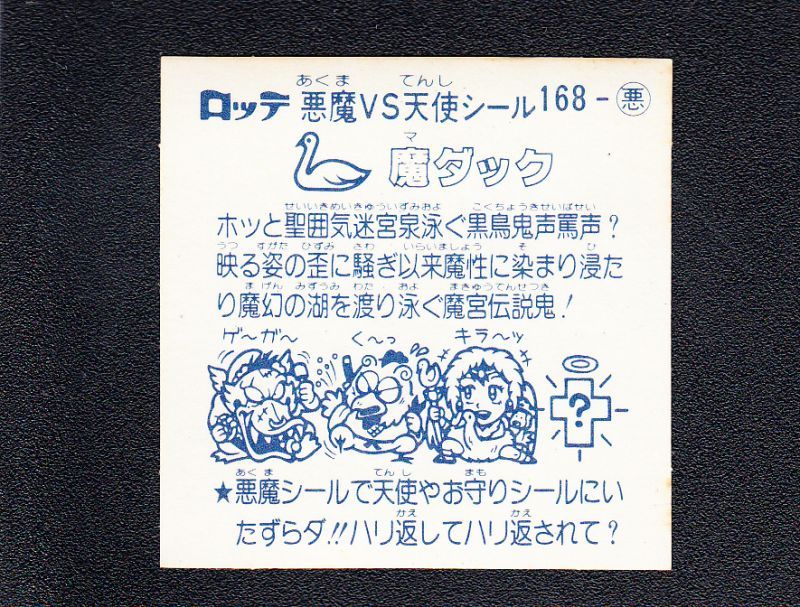 あくま てんし
ロッテ 悪魔VS天使シール 168-悪
マ
魔ダック
せいいきめいきゅういずみおよ こくちょうきせいばせい
ホッと聖囲気迷宮泉泳ぐ黒鳥鬼声罵声？
うつ すがた ひずみ さわ いらいましょう そ ひ
映る姿の歪に騒ぎ以来魔性に染まり浸た
まげん みずうみ わた およ まきゅうでんせつき
り魔幻の湖を渡り泳ぐ魔宮伝説鬼！
ゲ〜ガ〜 く〜っ キラ〜ッ
?
あくま てんし まも
★悪魔シールで天使やお守りシールにい
かえ かえ
たずらダ!!ハリ返してハリ返されて？